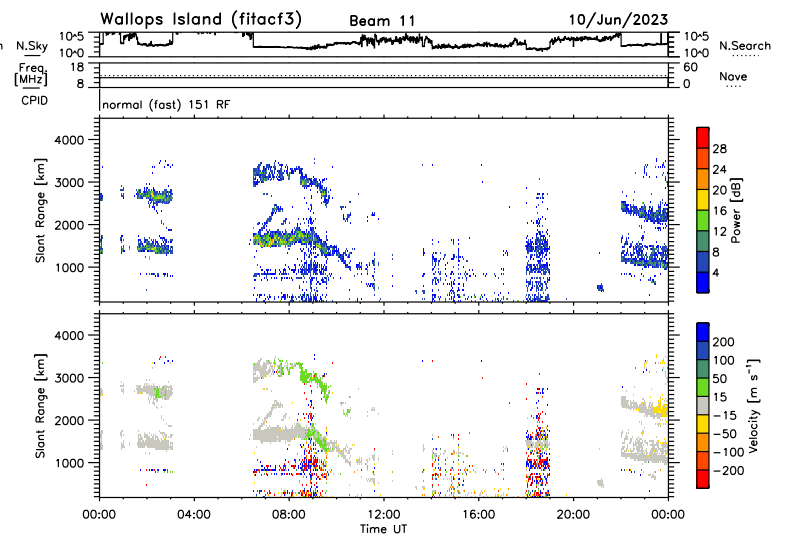 Wallops Island (fitacf3) Beam 11 10/Jun/2023
n N.Sky 10^5 10^0 10^5 10^0 N.Search
Freq. [MHz] 18 8 60 0 Nave
CPID normal (fast) 151 RF
Slant Range [km] 4000 3000 2000 1000
Power [dB] 28 24 20 16 12 8 4
Slant Range [km] 4000 3000 2000 1000
Velocity [m s⁻¹] 200 100 50 15 −15 −50 −100 −200
00:00 04:00 08:00 12:00 16:00 20:00 00:00
Time UT